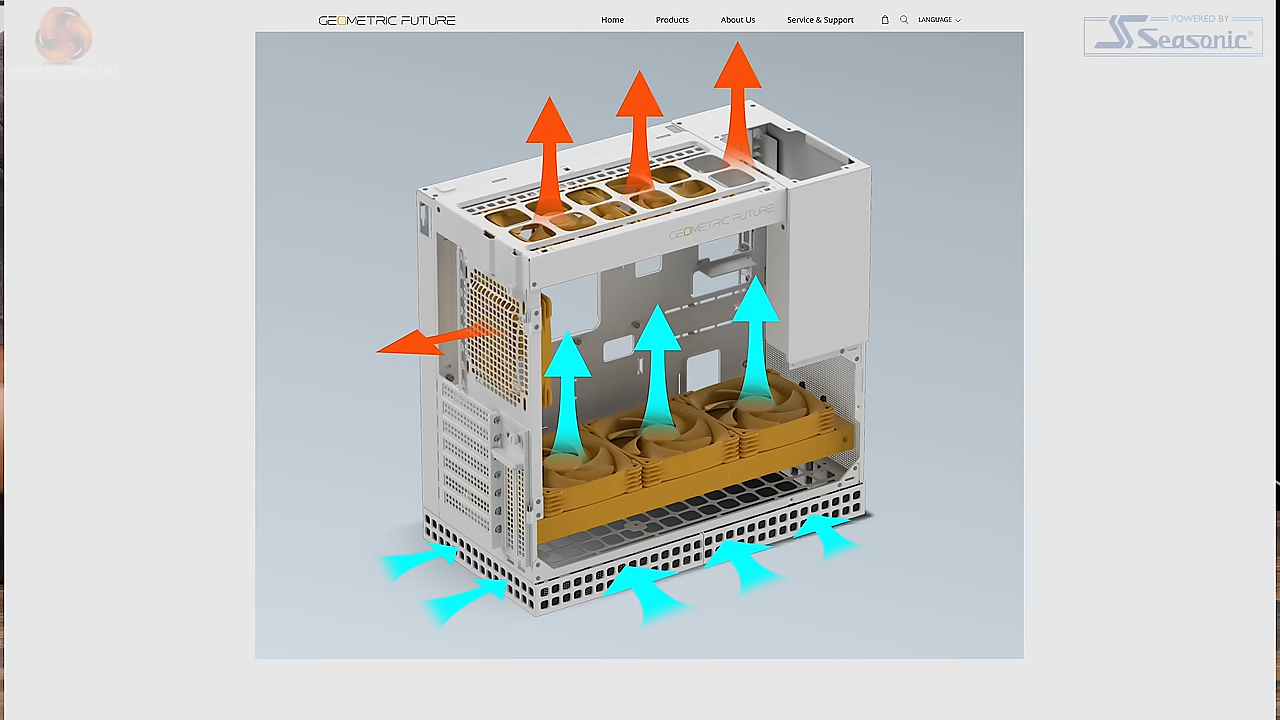 GEOMETRIC FUTURE
Home
Products
About Us
Service & Support
LANGUAGE
POWERED BY
Seasonic
GEOMETRIC FUTURE